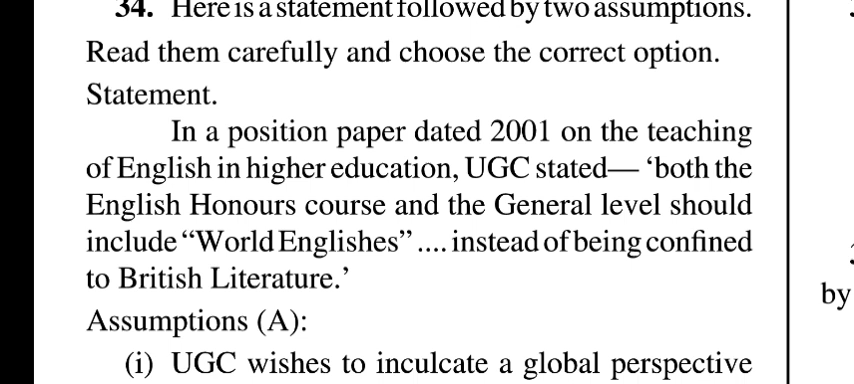 34. Here is a statement followed by two assumptions.
Read them carefully and choose the correct option.
Statement.
In a position paper dated 2001 on the teaching
of English in higher education, UGC stated— ‘both the
English Honours course and the General level should
include “World Englishes” .... instead of being confined
to British Literature.’
Assumptions (A):
(i) UGC wishes to inculcate a global perspective
by